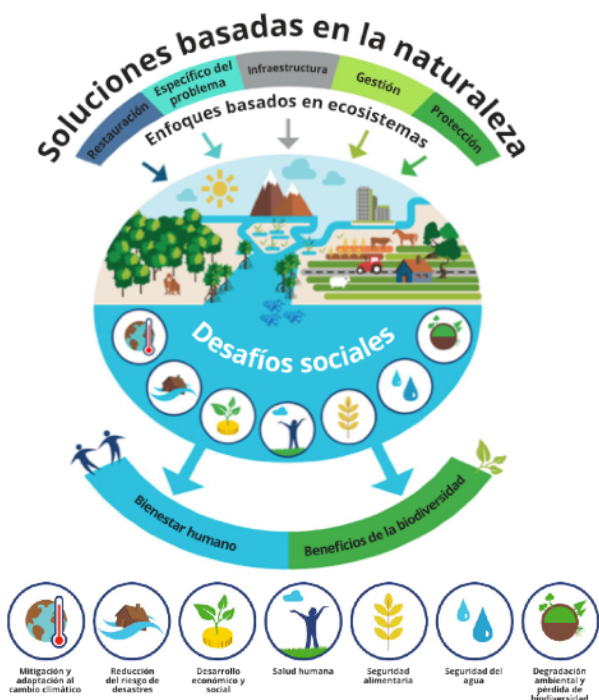 Soluciones basadas en la naturaleza
Restauración
Específico del
problema
Infraestructura
Gestión
Protección
Enfoques basados en ecosistemas
Desafíos sociales
Bienestar humano
Beneficios de la biodiversidad
Mitigación y
adaptación al
cambio climático
Reducción
del riesgo de
desastres
Desarrollo
económico y
social
Salud humana
Seguridad
alimentaria
Seguridad del
agua
Degradación
ambiental y
pérdida de
biodiversidad